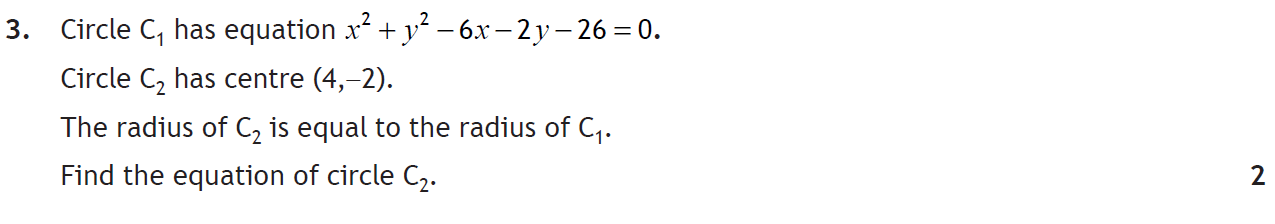 3. Circle C₁ has equation x² + y² − 6x − 2y − 26 = 0.
Circle C₂ has centre (4,−2).
The radius of C₂ is equal to the radius of C₁.
Find the equation of circle C₂. 2